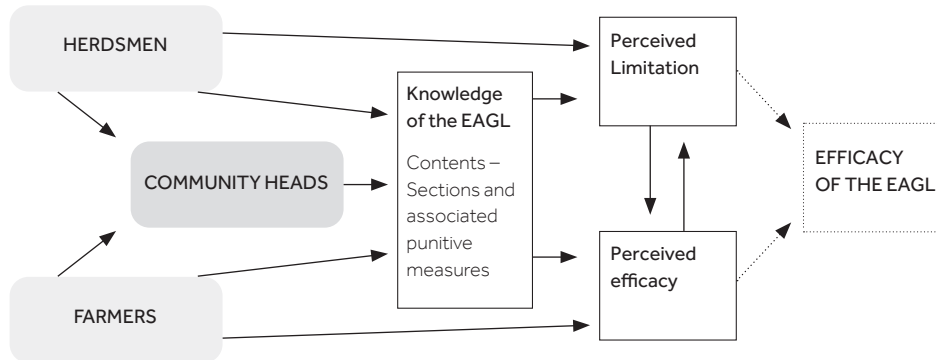 HERDSMEN
COMMUNITY HEADS
FARMERS
Knowledge
of the EAGL
Contents –
Sections and
associated
punitive
measures
Perceived
Limitation
Perceived
efficacy
EFFICACY
OF THE EAGL